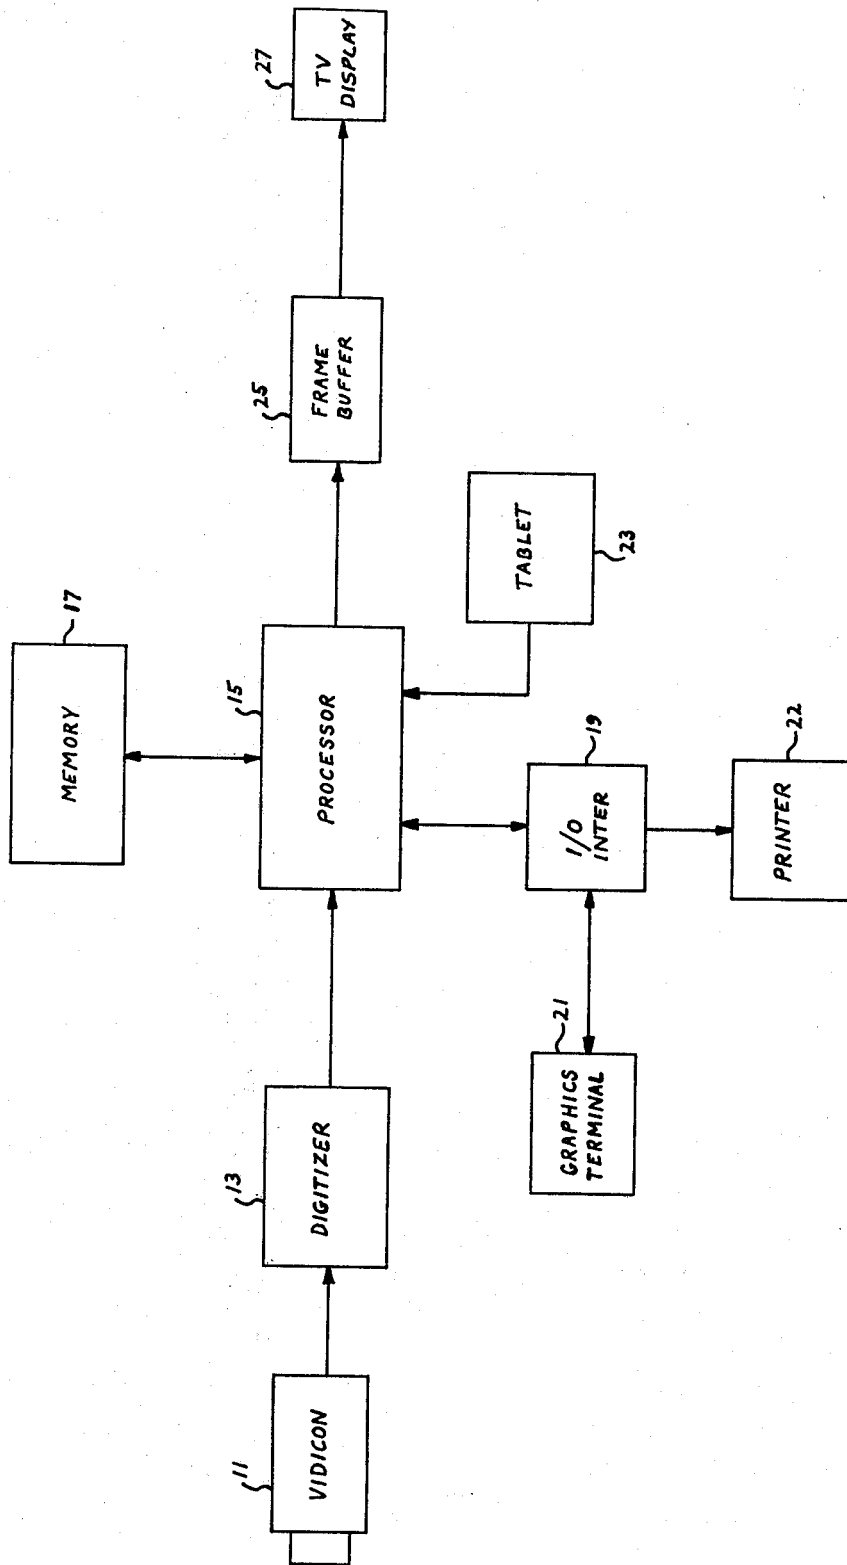 11
VIDICON
13
DIGITIZER
15
PROCESSOR
17
MEMORY
25
FRAME
BUFFER
27
TV
DISPLAY
23
TABLET
19
I/O
INTER
21
GRAPHICS
TERMINAL
22
PRINTER